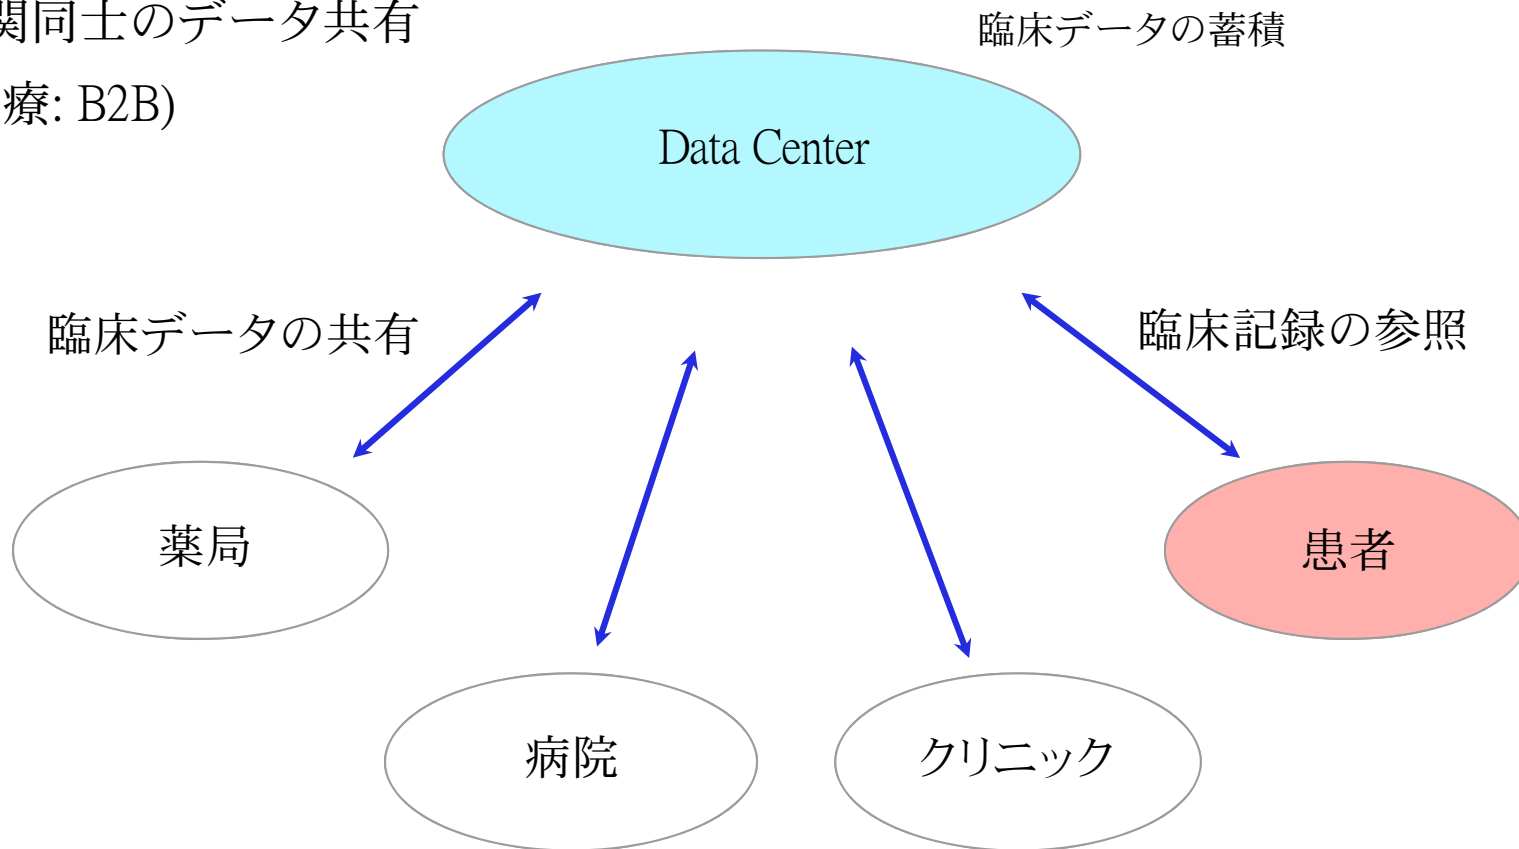 関同士のデータ共有
療: B2B)
臨床データの蓄積
Data Center
臨床データの共有
臨床記録の参照
薬局
患者
病院
クリニック